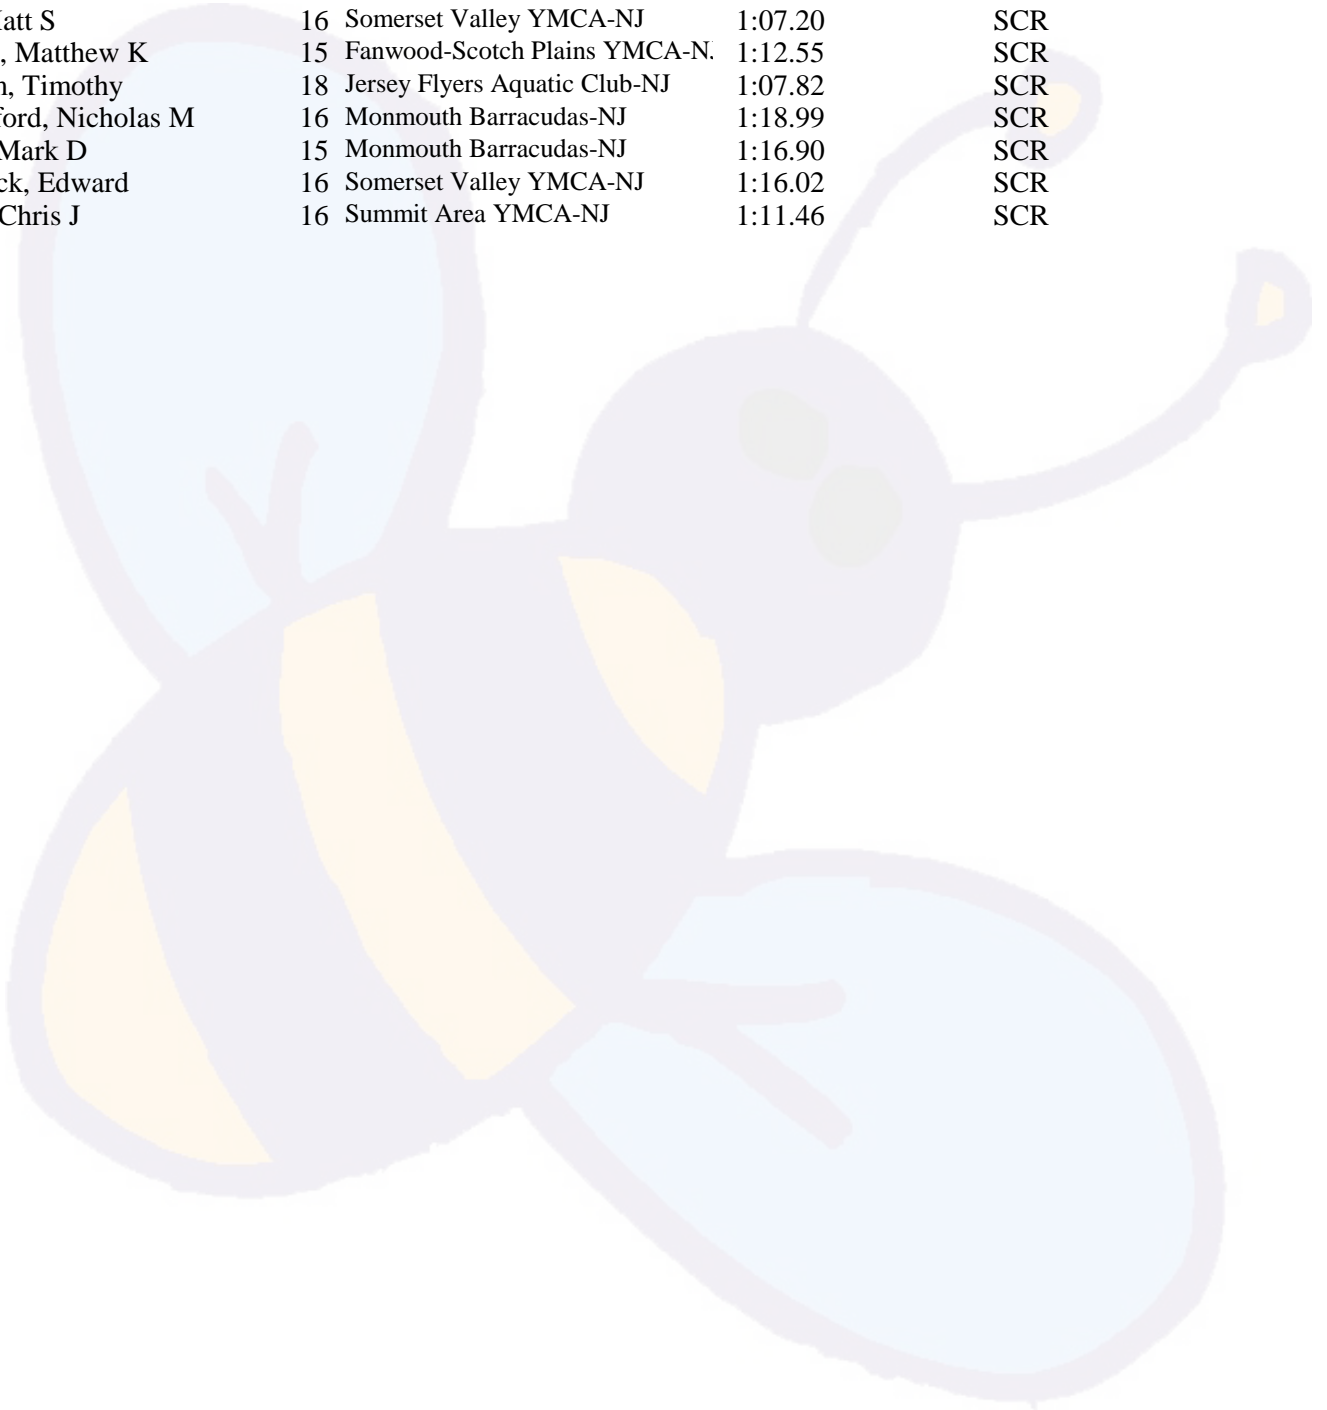 Matt S 16 Somerset Valley YMCA-NJ 1:07.20 SCR
, Matthew K 15 Fanwood-Scotch Plains YMCA-N 1:12.55 SCR
, Timothy 18 Jersey Flyers Aquatic Club-NJ 1:07.82 SCR
ford, Nicholas M 16 Monmouth Barracudas-NJ 1:18.99 SCR
Mark D 15 Monmouth Barracudas-NJ 1:16.90 SCR
ck, Edward 16 Somerset Valley YMCA-NJ 1:16.02 SCR
Chris J 16 Summit Area YMCA-NJ 1:11.46 SCR